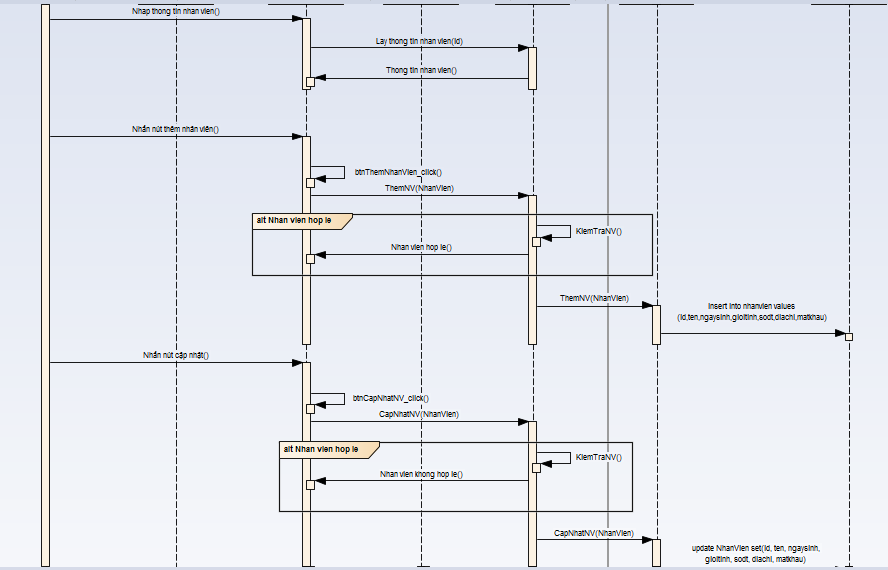 Nhap thong tin nhan vien()
Lay thong tin nhan vien(id)
Thong tin nhan vien()
Nhấn nút thêm nhân viên()
btnThemNhanVien_click()
ThemNV(NhanVien)
alt Nhan vien hop le
KiemTraNV()
Nhan vien hop le()
ThemNV(NhanVien)
insert into nhanvien values
(id,ten,ngaysinh,gioitinh,sodt,diachi,matkhau)
Nhấn nút cập nhật()
btnCapNhatNV_click()
CapNhatNV(NhanVien)
alt Nhan vien hop le
KiemTraNV()
Nhan vien khong hop le()
CapNhatNV(NhanVien)
update NhanVien set(id, ten, ngaysinh,
gioitinh, sodt, diachi, matkhau)